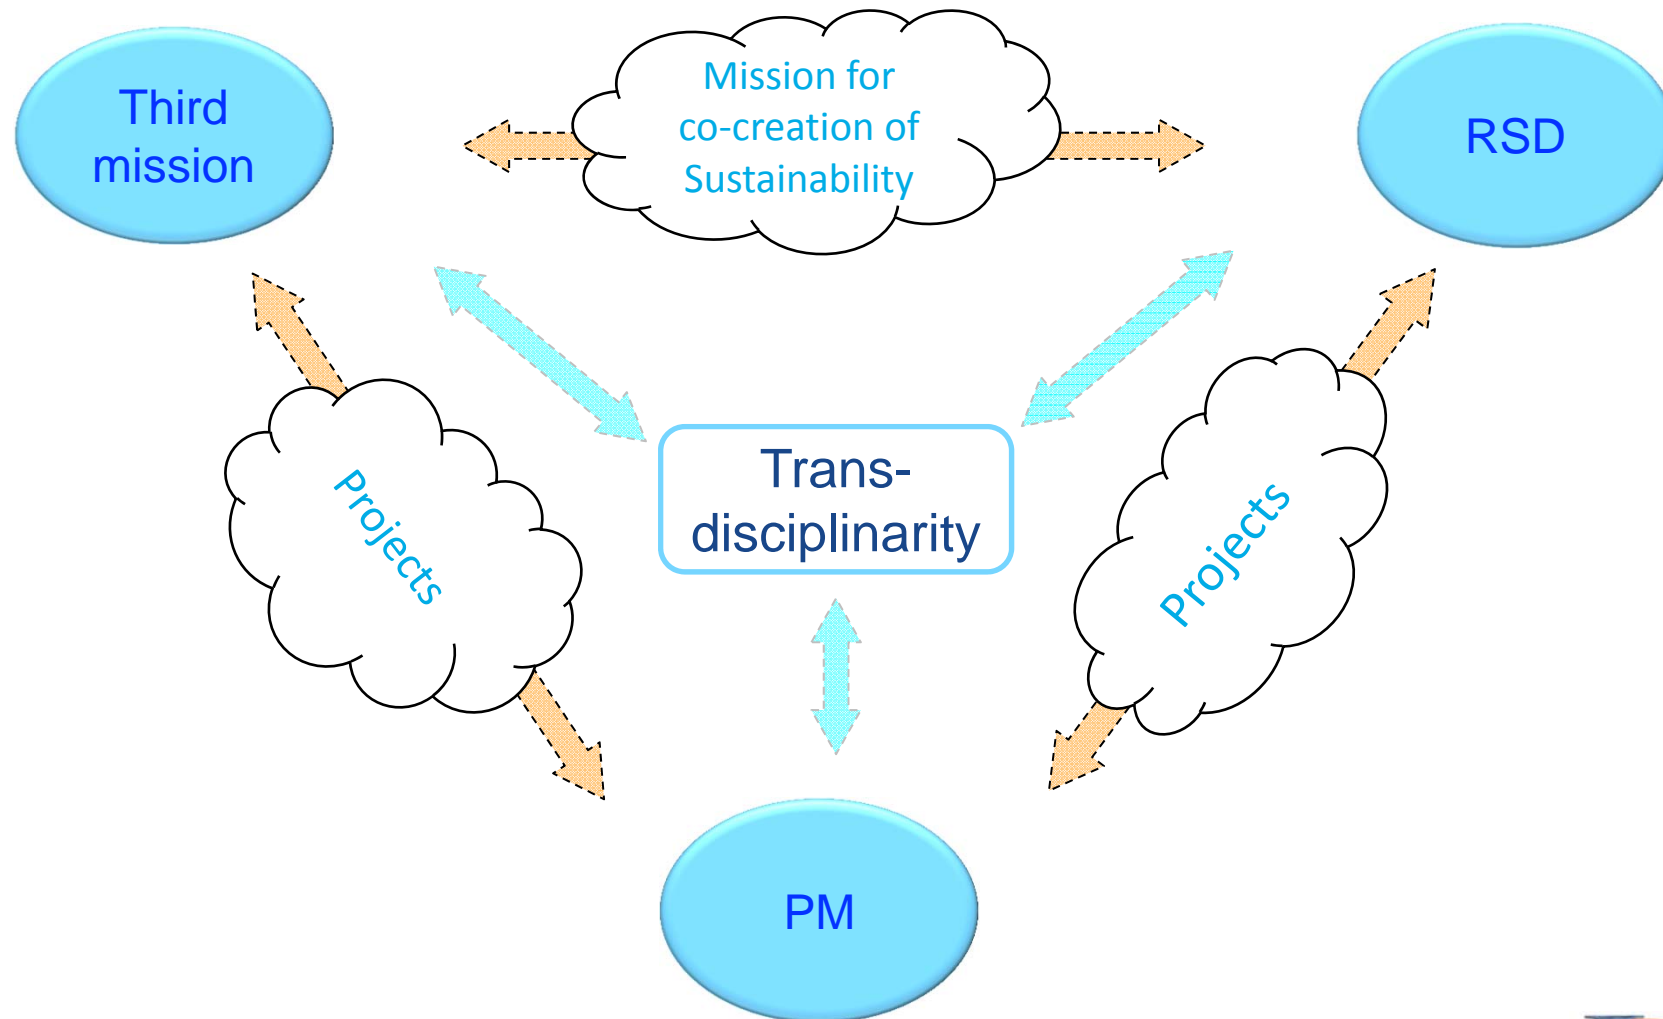 Third
mission
Mission for
co-creation of
Sustainability
RSD
Projects
Trans-
disciplinarity
Projects
PM